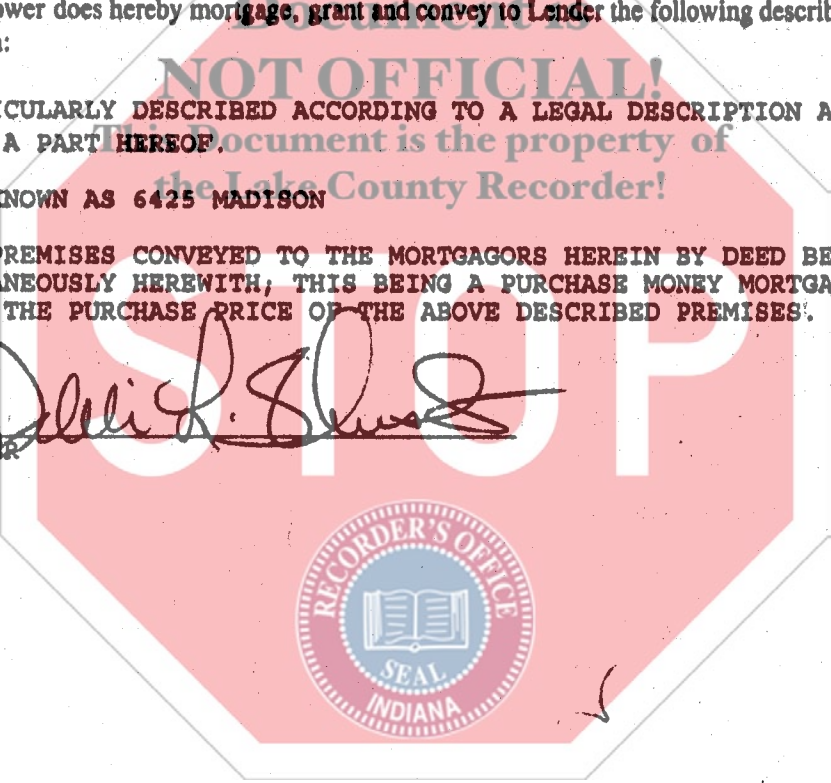 ower does hereby mortgage, grant and convey to Lender the following describ
:
Document is
NOT OFFICIAL!
ICULARLY DESCRIBED ACCORDING TO A LEGAL DESCRIPTION A
This Document is the property of
A PART HEREOF.
the Lake County Recorder!
NOWN AS 6425 MADISON
PREMISES CONVEYED TO THE MORTGAGORS HEREIN BY DEED BE
ANEOUSLY HEREWITH; THIS BEING A PURCHASE MONEY MORTGA
THE PURCHASE PRICE OF THE ABOVE DESCRIBED PREMISES.
STOP
R
RECORDER'S OFFICE
SEAL
INDIANA